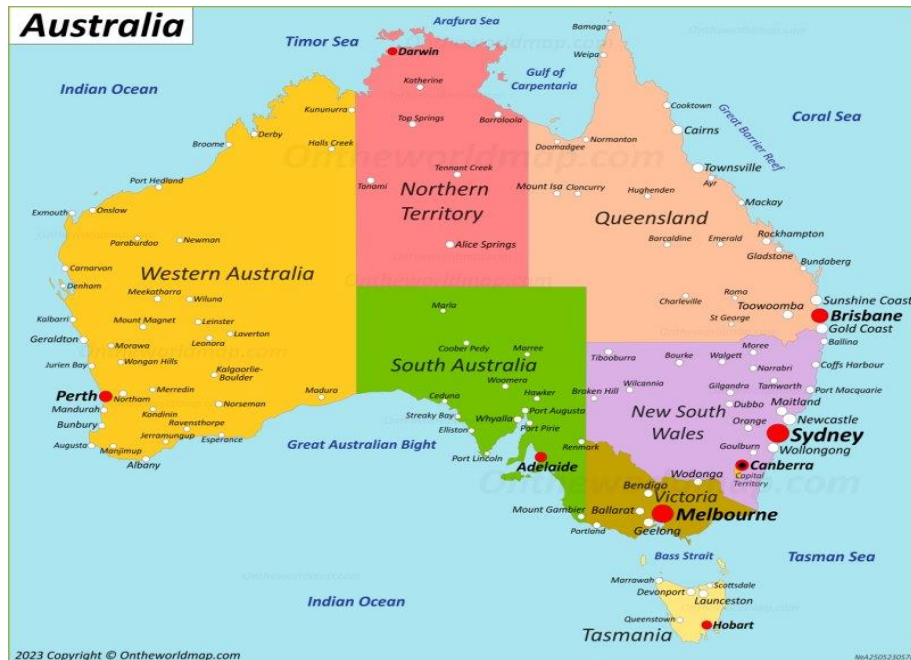 Australia
Arafura Sea
Timor Sea
Darwin
Bamaga
Weipa
Gulf of
Carpentaria
Indian Ocean
Katherine
Cooktown
Coral Sea
Kununurra
Borroloola
Top Springs
Great Barrier Reef
Cairns
Derby
Broome
Halls Creek
Doomadgee
Normanton
Ontheworldmap.com
Tennant Creek
Townsville
Ayr
Port Hedland
Tanami
Northern
Territory
Mount Isa
Cloncurry
Hughenden
Mackay
Exmouth
Onslow
Queensland
Paraburdoo
Newman
Alice Springs
Barcaldine
Emerald
Rockhampton
Gladstone
Carnarvon
Western Australia
Bundaberg
Denham
Meekatharra
Wiluna
Marla
Charleville
Roma
Toowoomba
Sunshine Coast
Brisbane
Kalbarri
Mount Magnet
Leinster
St George
Gold Coast
Geraldton
Morawa
Leonora
Laverton
Coober Pedy
Marree
Tibooburra
Bourke
Walgett
Moree
Ballina
Jurien Bay
Wongan Hills
South Australia
Narrabri
Coffs Harbour
Kalgoorlie-
Boulder
Woomera
Perth
Northam
Merredin
Madura
Ceduna
Hawker
Broken Hill
Wilcannia
Gilgandra
Tamworth
Port Macquarie
Mandurah
Kondinin
Norseman
Streaky Bay
Whyalla
Port Augusta
Dubbo
Maitland
New South
Wales
Newcastle
Bunbury
Ravensthorpe
Elliston
Port Pirie
Orange
Sydney
Augusta
Manjimup
Jerramungup
Esperance
Great Australian Bight
Renmark
Goulburn
Wollongong
Albany
Port Lincoln
Adelaide
Canberra
Capital
Territory
Wodonga
Bendigo
Victoria
Mount Gambier
Ballarat
Melbourne
Portland
Geelong
Bass Strait
Tasman Sea
Marrawah
Scottsdale
Devonport
Launceston
Indian Ocean
Queenstown
Hobart
Tasmania
2023 Copyright © Ontheworldmap.com